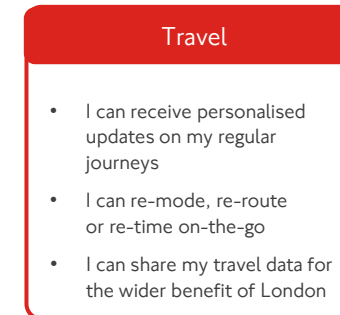 Travel
• I can receive personalised
updates on my regular
journeys
• I can re-mode, re-route
or re-time on-the-go
• I can share my travel data for
the wider benefit of London